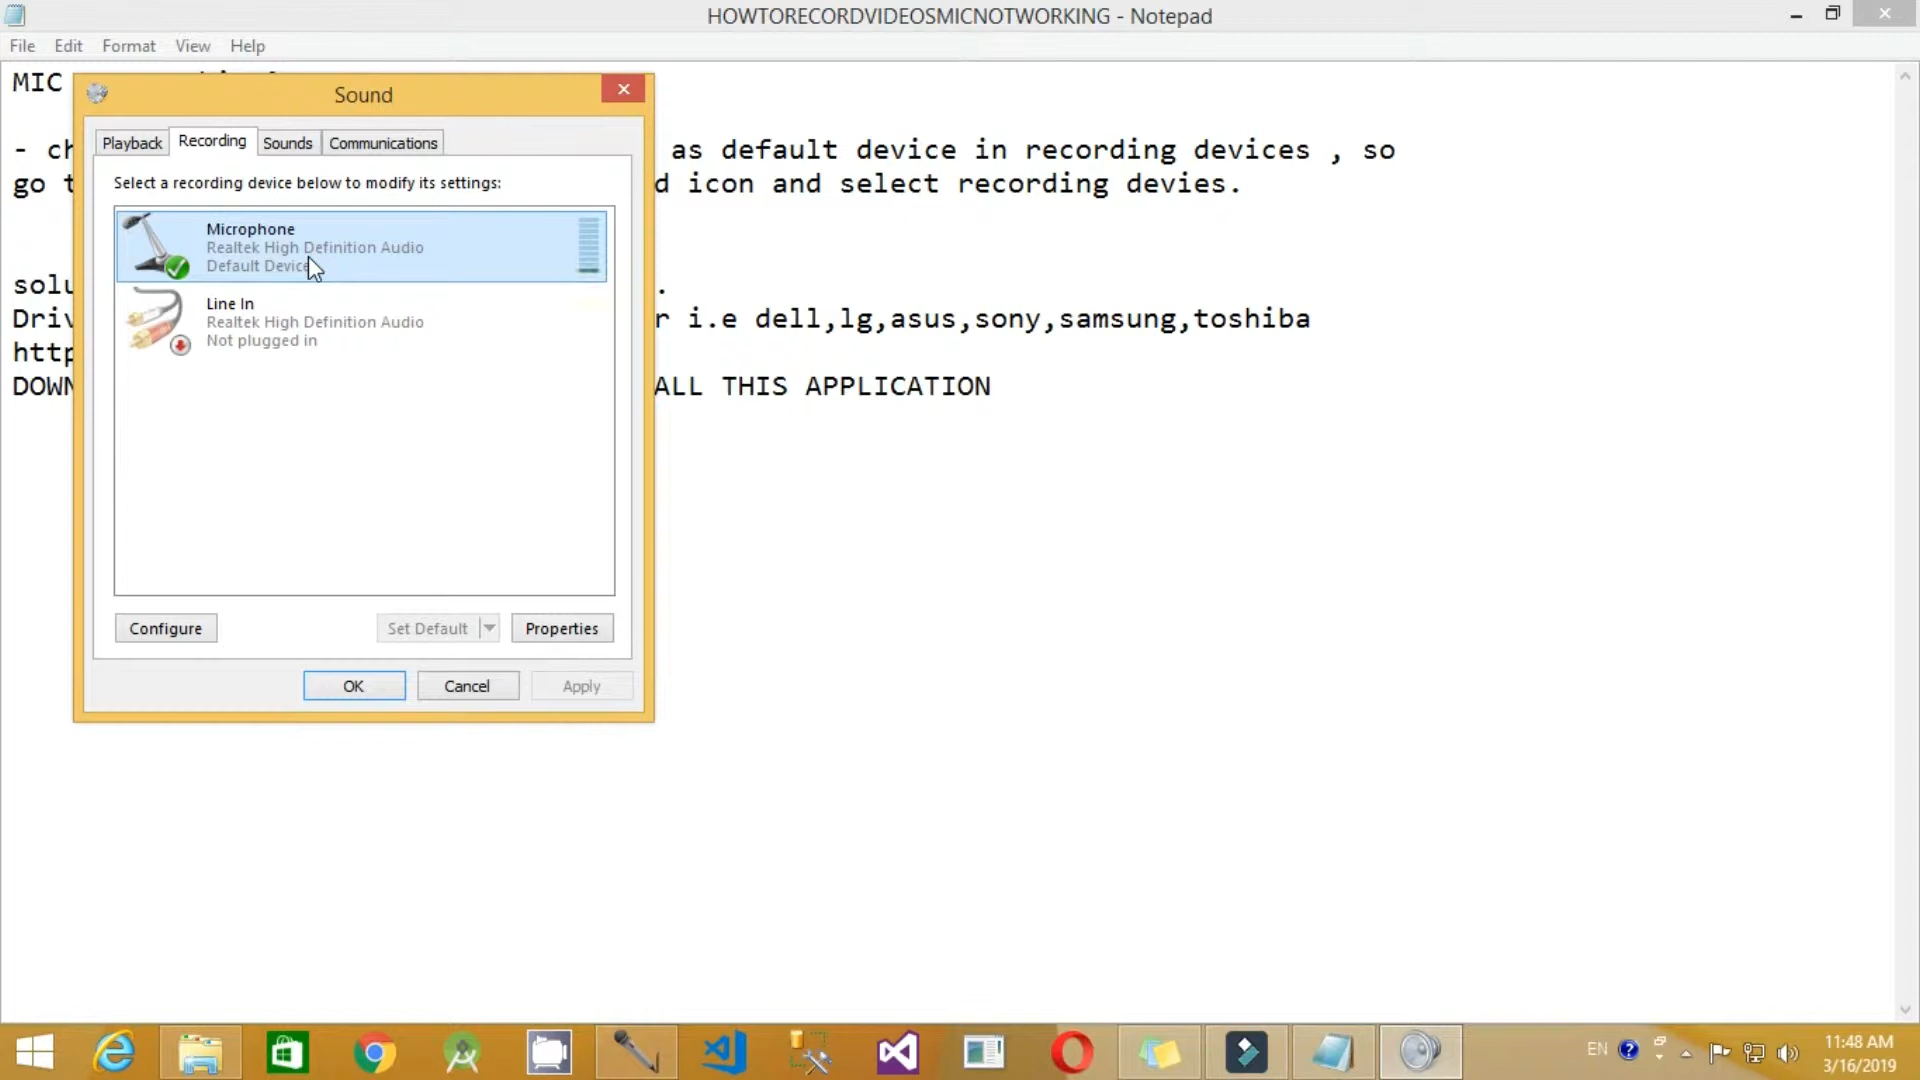 HOWTORECORDVIDEOSMICNOTWORKING - Notepad
File Edit Format View Help
MIC
Sound
Playback Recording Sounds Communications
- ch as default device in recording devices , so
Select a recording device below to modify its settings:
go t d icon and select recording devies.
Microphone
Realtek High Definition Audio
Default Device
solu .
Line In
Realtek High Definition Audio
Not plugged in
Driv r i.e dell,lg,asus,sony,samsung,toshiba
http
DOWN ALL THIS APPLICATION
Configure Set Default Properties
OK Cancel Apply
EN
11:48 AM
3/16/2019